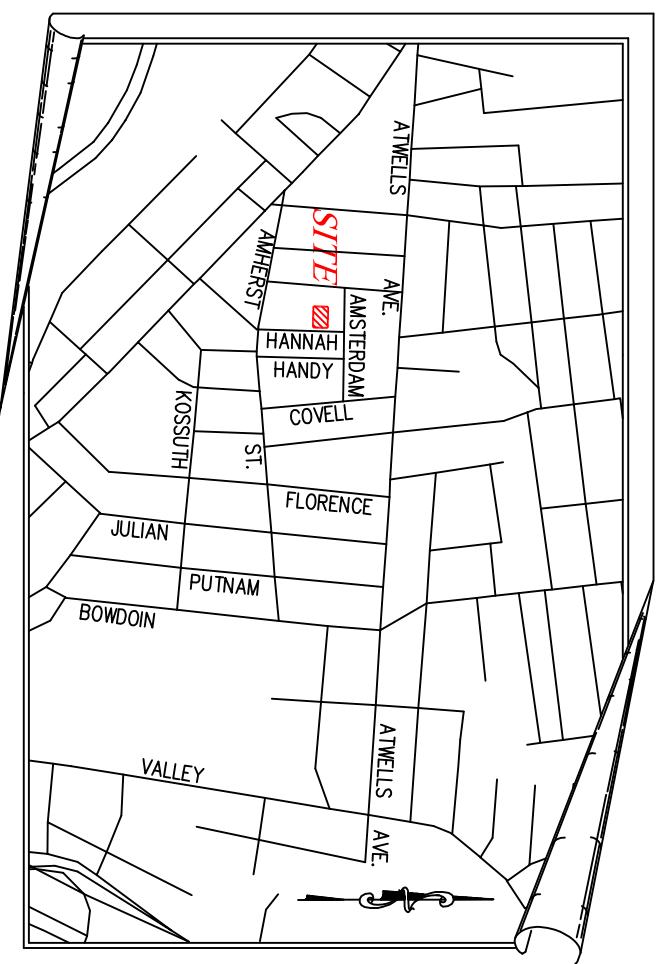 ATWELLS
AVE.
SITE
AMHERST
AMSTERDAM
HANNAH
HANDY
COVELL
KOSSUTH
ST.
FLORENCE
JULIAN
PUTNAM
BOWDOIN
ATWELLS
VALLEY
AVE.